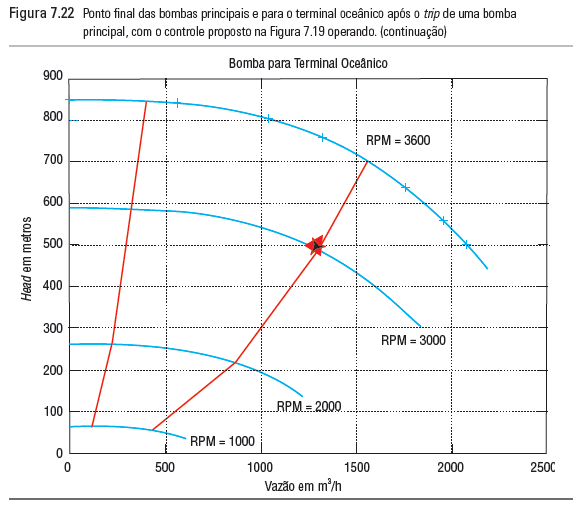 Figura 7.22 Ponto final das bombas principais e para o terminal oceânico após o trip de uma bomba
principal, com o controle proposto na Figura 7.19 operando. (continuação)
Bomba para Terminal Oceânico
900
800
RPM = 3600
700
600
500
Head em metros
400
RPM = 3000
300
200
RPM = 2000
100
RPM = 1000
0
0 500 1000 1500 2000 2500
Vazão em m³/h